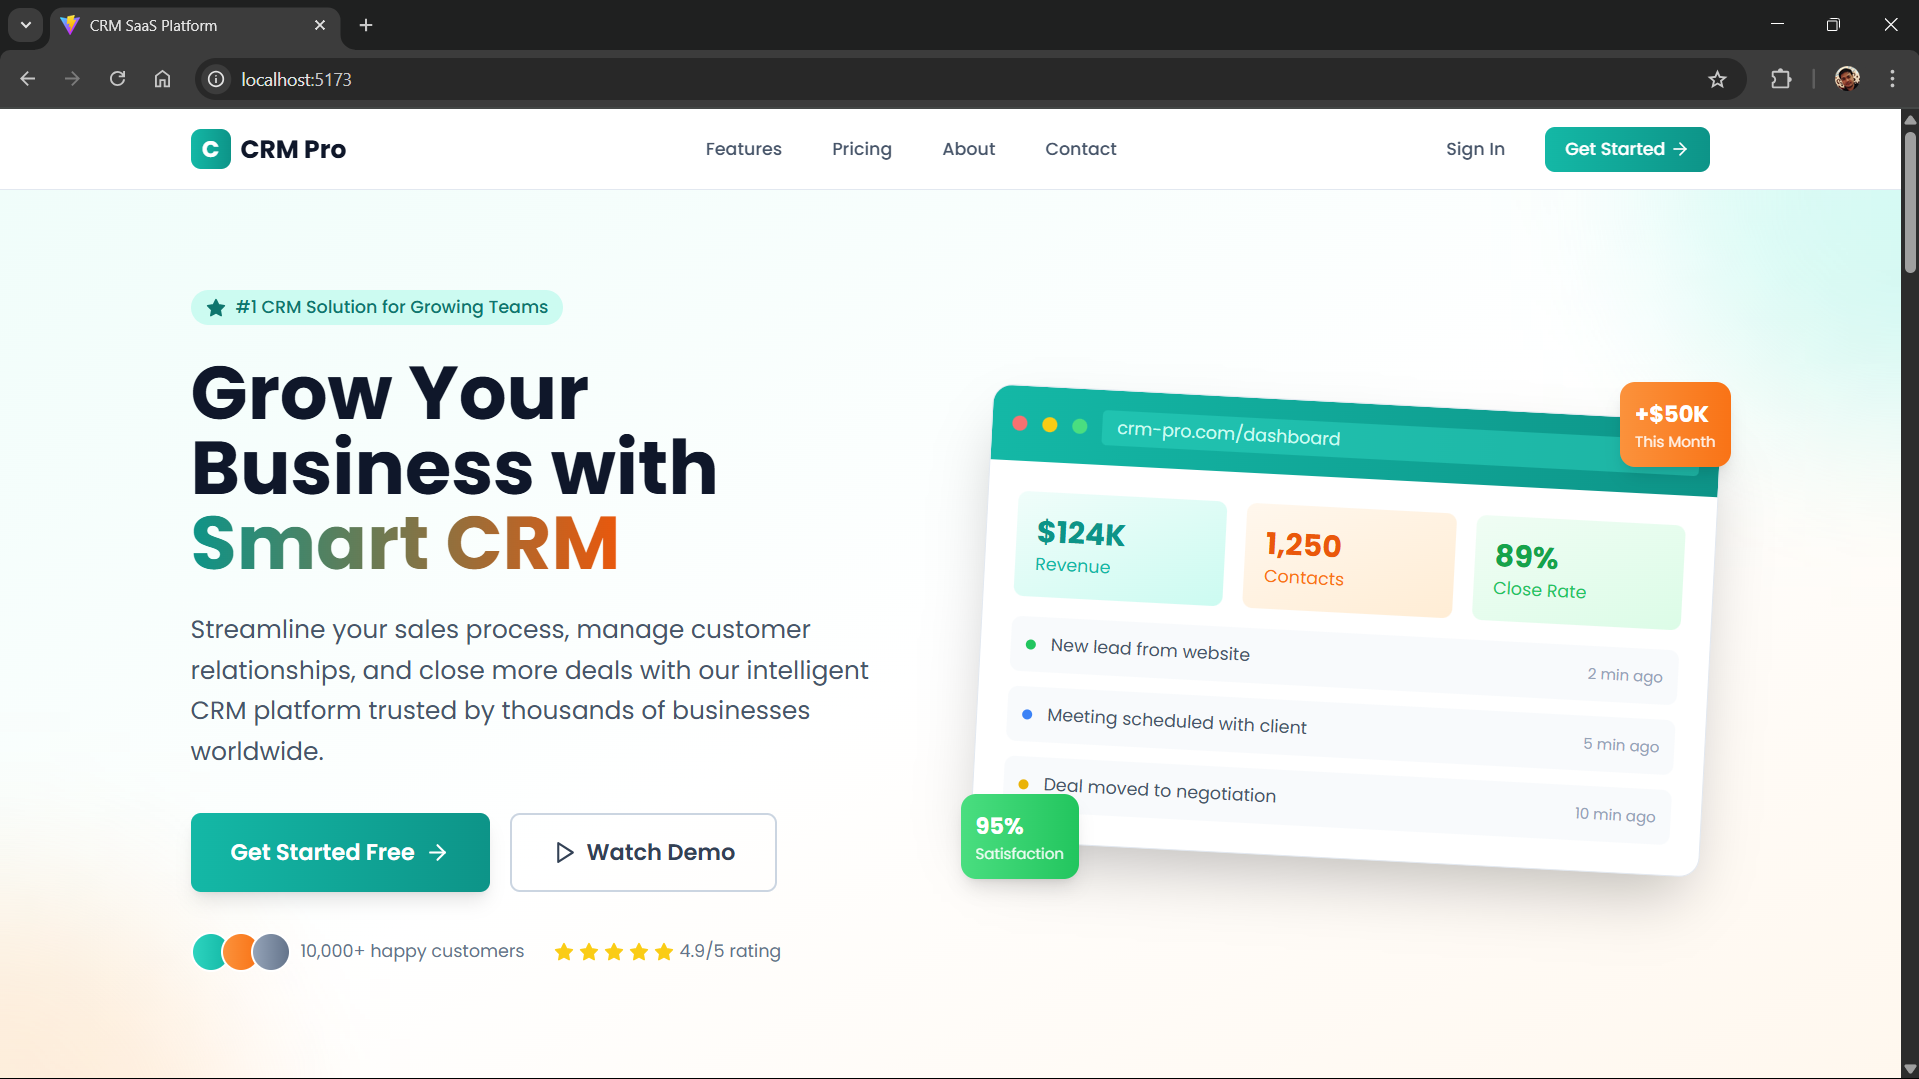 CRM SaaS Platform
localhost:5173
C CRM Pro
Features Pricing About Contact
Sign In Get Started →
#1 CRM Solution for Growing Teams
Grow Your
Business with
Smart CRM
Streamline your sales process, manage customer
relationships, and close more deals with our intelligent
CRM platform trusted by thousands of businesses
worldwide.
Get Started Free →
Watch Demo
10,000+ happy customers
4.9/5 rating
crm-pro.com/dashboard
+$50K
This Month
$124K
Revenue
1,250
Contacts
89%
Close Rate
New lead from website
2 min ago
Meeting scheduled with client
5 min ago
Deal moved to negotiation
10 min ago
95%
Satisfaction